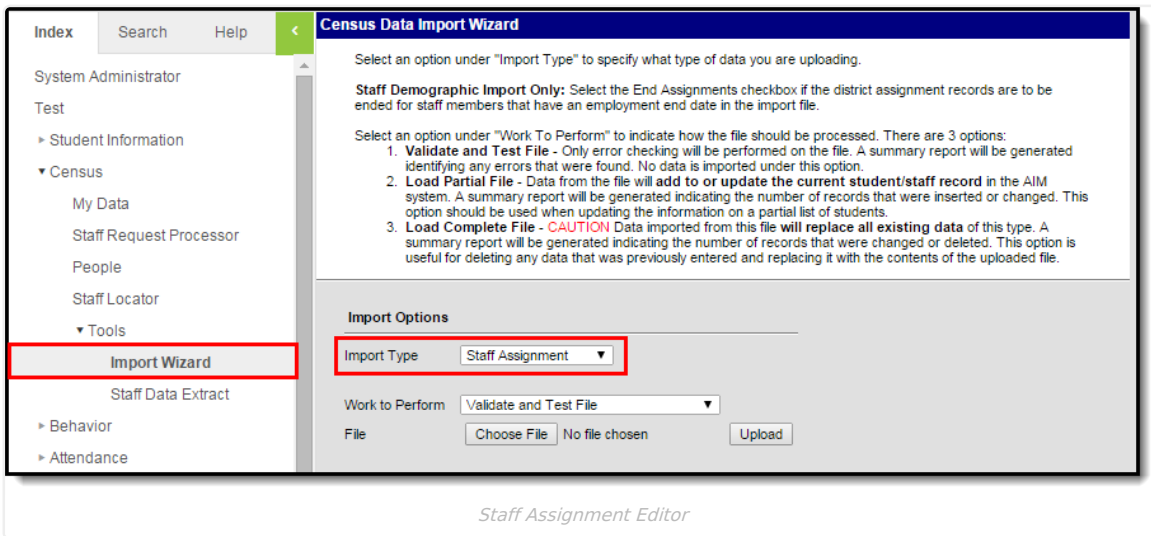 Index Search Help <
System Administrator
Test
▸ Student Information
▾ Census
My Data
Staff Request Processor
People
Staff Locator
▾ Tools
Import Wizard
Staff Data Extract
▸ Behavior
▸ Attendance
Census Data Import Wizard
Select an option under "Import Type" to specify what type of data you are uploading.
Staff Demographic Import Only: Select the End Assignments checkbox if the district assignment records are to be
ended for staff members that have an employment end date in the import file.
Select an option under "Work To Perform" to indicate how the file should be processed. There are 3 options:
1. Validate and Test File - Only error checking will be performed on the file. A summary report will be generated
identifying any errors that were found. No data is imported under this option.
2. Load Partial File - Data from the file will add to or update the current student/staff record in the AIM
system. A summary report will be generated indicating the number of records that were inserted or changed. This
option should be used when updating the information on a partial list of students.
3. Load Complete File - CAUTION Data imported from this file will replace all existing data of this type. A
summary report will be generated indicating the number of records that were changed or deleted. This option is
useful for deleting any data that was previously entered and replacing it with the contents of the uploaded file.
Import Options
Import Type Staff Assignment ▼
Work to Perform Validate and Test File ▼
File Choose File No file chosen Upload
Staff Assignment Editor